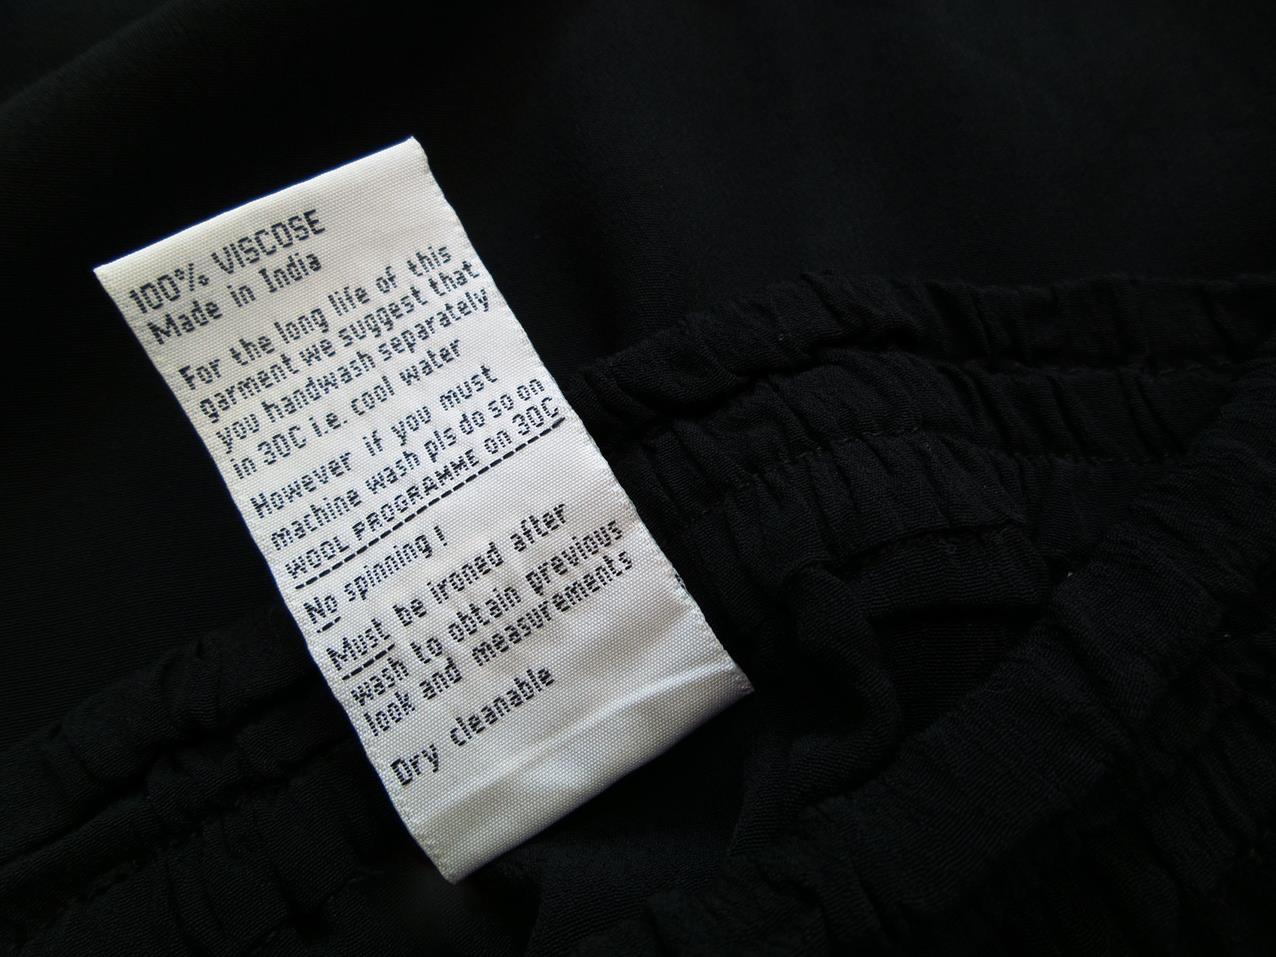 100% VISCOSE
Made in India
For the long life of this
garment we suggest that
you handwash separately
in 30C i.e. cool water
However if you must
machine wash pls do so on
WOOL PROGRAMME on 30C
No spinning !
Must be ironed after
wash to obtain previous
look and measurements
Dry cleanable